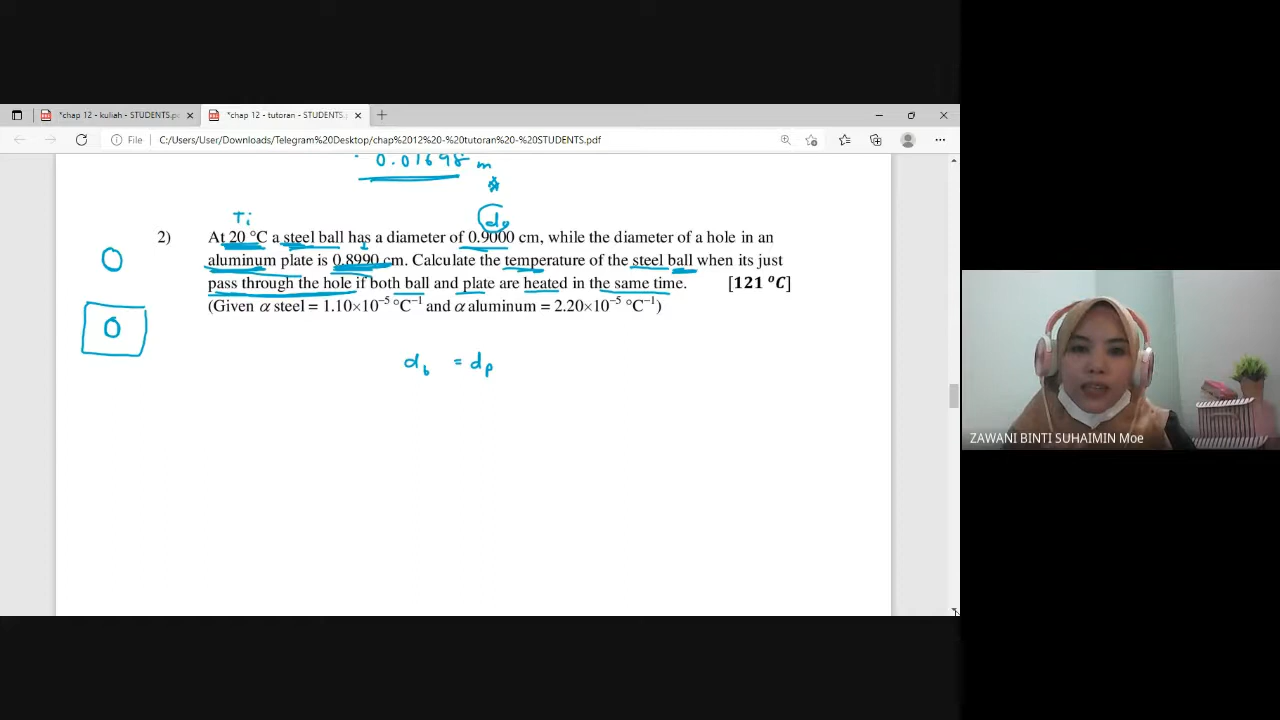 *chap 12 - kuliah - STUDENTS.p
*chap 12 - tutoran - STUDENTS.
File
C:/Users/User/Downloads/Telegram%20Desktop/chap%2012%20-%20tutoran%20-%20STUDENTS.pdf
0.01698 m
*
Ti
d₀
2) At 20 °C a steel ball has a diameter of 0.9000 cm, while the diameter of a hole in an
aluminum plate is 0.8990 cm. Calculate the temperature of the steel ball when its just
pass through the hole if both ball and plate are heated in the same time. [121 °C]
(Given α steel = 1.10×10⁻⁵ °C⁻¹ and α aluminum = 2.20×10⁻⁵ °C⁻¹)
d_b = d_p
ZAWANI BINTI SUHAIMIN Moe